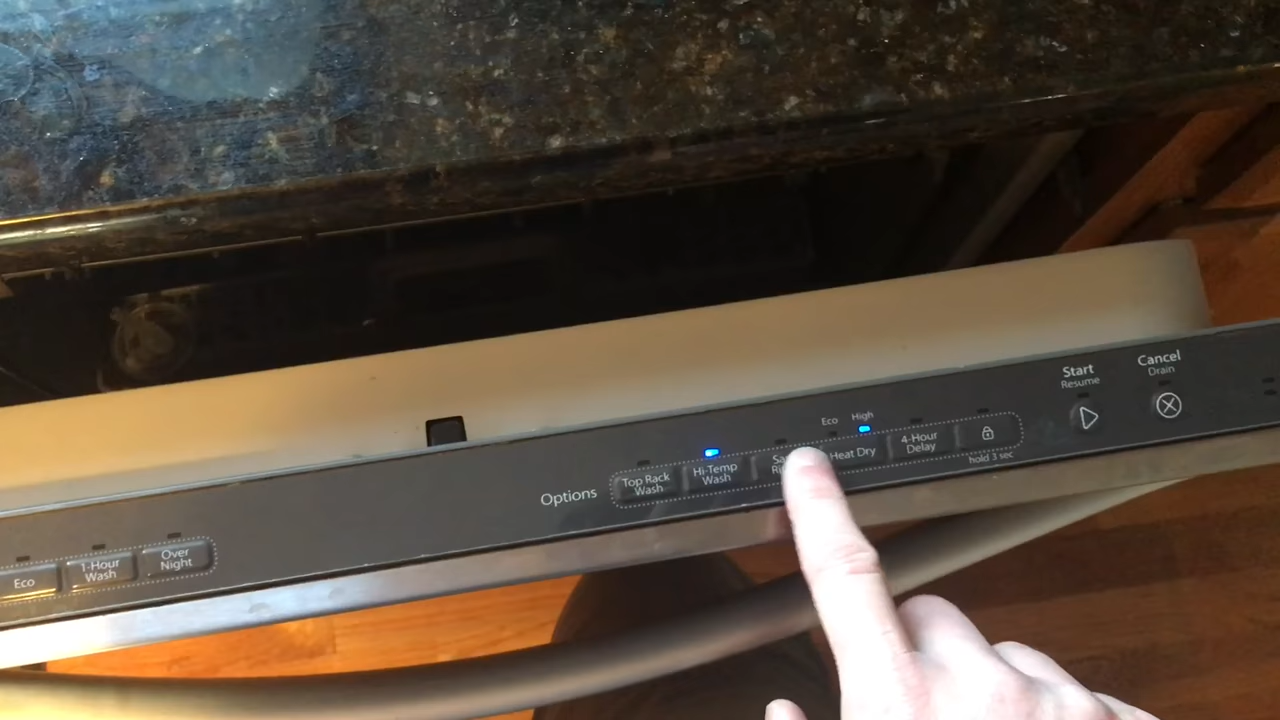 Eco
1-Hour
Wash
Over
Night
Options
Top Rack
Wash
Hi-Temp
Wash
Eco
High
Heat Dry
4-Hour
Delay
hold 3 sec
Start
Resume
Cancel
Drain